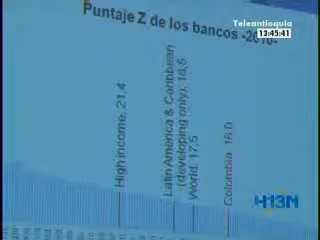 Teleantioquia
13:45:41
Puntaje Z de los bancos -2010-
High income, 21,4
Latin America & Caribbean
(developing only), 18,5
World, 17,5
Colombia, 16,0
H13N